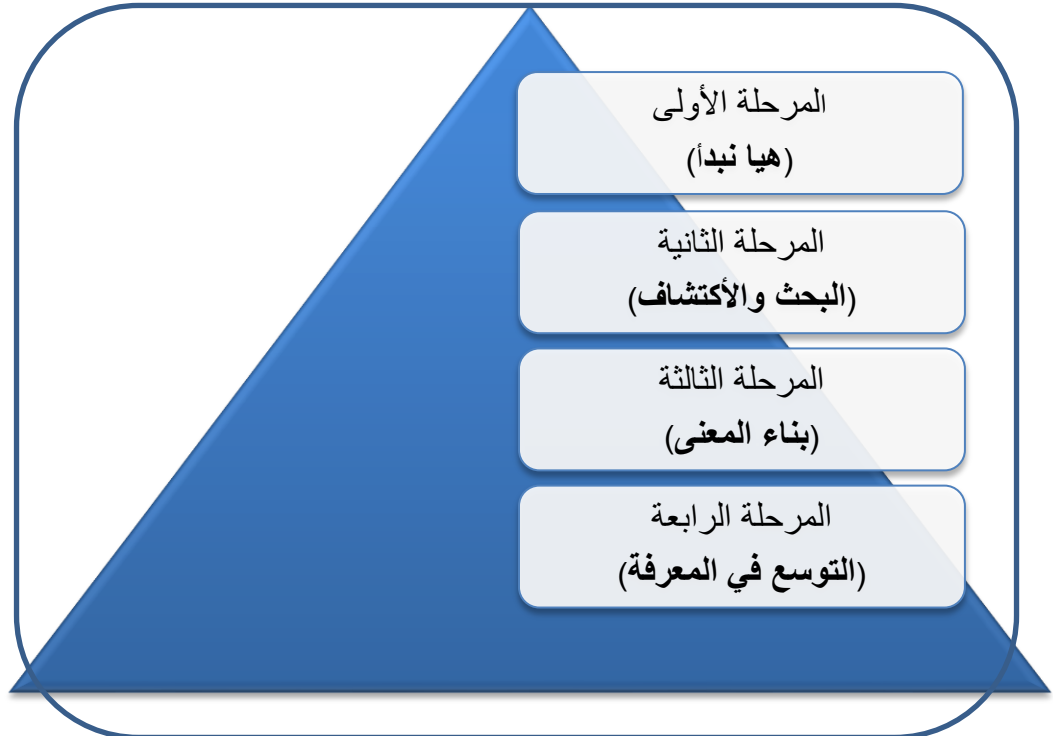 المرحلة الأولى
(هيا نبدأ)
المرحلة الثانية
(البحث والأكتشاف)
المرحلة الثالثة
(بناء المعنى)
المرحلة الرابعة
(التوسع في المعرفة)